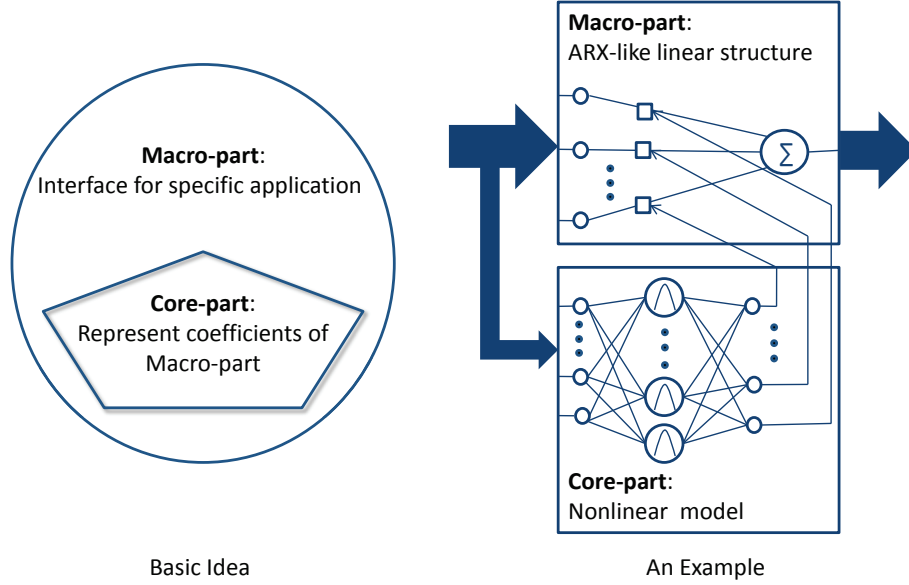 Macro-part:
Interface for specific application
Core-part:
Represent coefficients of
Macro-part
Basic Idea
Macro-part:
ARX-like linear structure
Σ
Core-part:
Nonlinear model
An Example